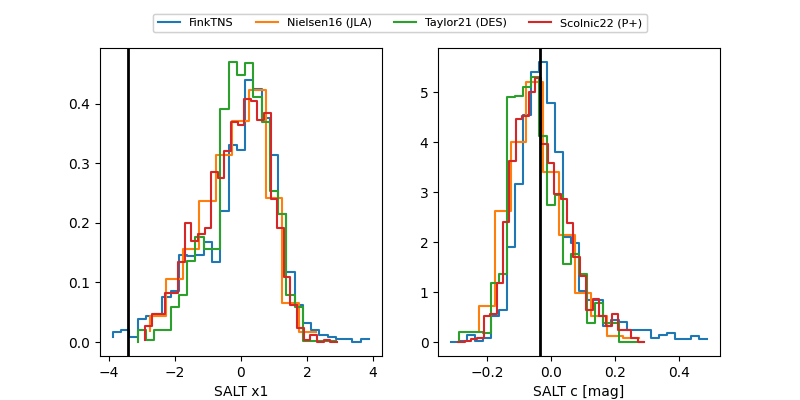 FinkTNS Nielsen16 (JLA) Taylor21 (DES) Scolnic22 (P+)
0.4
0.3
0.2
0.1
0.0
−4 −2 0 2 4
SALT x1
5
4
3
2
1
0
−0.2 0.0 0.2 0.4
SALT c [mag]